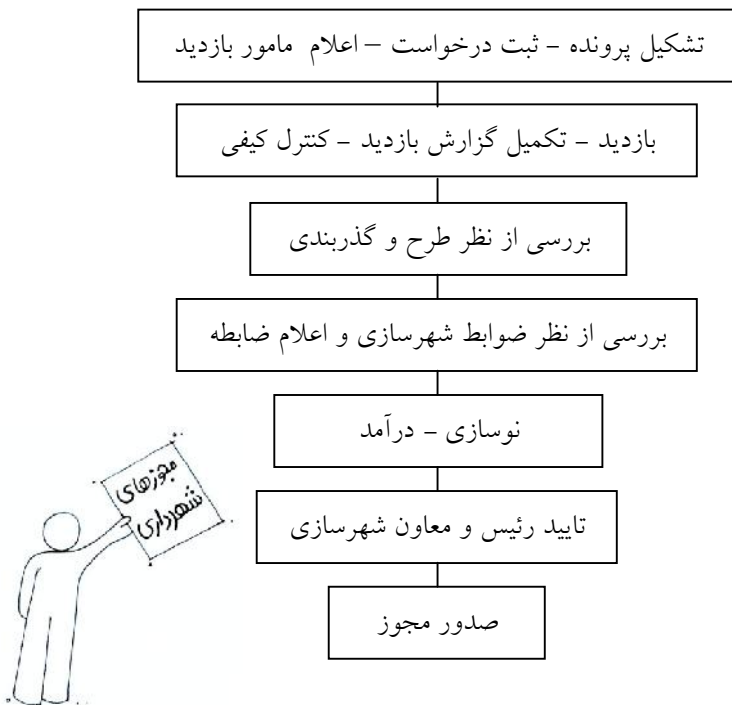 تشکیل پرونده – ثبت درخواست – اعلام مامور بازدید
بازدید – تکمیل گزارش بازدید – کنترل کیفی
بررسی از نظر طرح و گذربندی
بررسی از نظر ضوابط شهرسازی و اعلام ضابطه
نوسازی – درآمد
تایید رئیس و معاون شهرسازی
صدور مجوز
مجوزهای
شهرداری